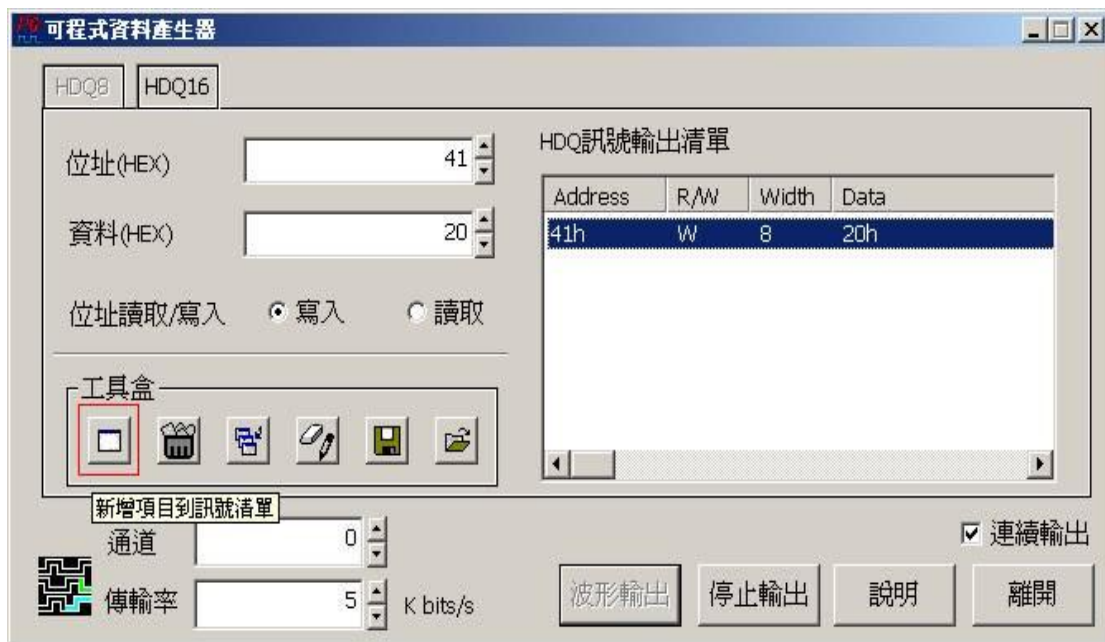 可程式資料產生器
HDQ8 HDQ16
位址(HEX) 41
資料(HEX) 20
位址讀取/寫入 寫入 讀取
工具盒
新增項目到訊號清單
HDQ訊號輸出清單
Address R/W Width Data
41h W 8 20h
通道 0
傳輸率 5 K bits/s
連續輸出
波形輸出 停止輸出 說明 離開